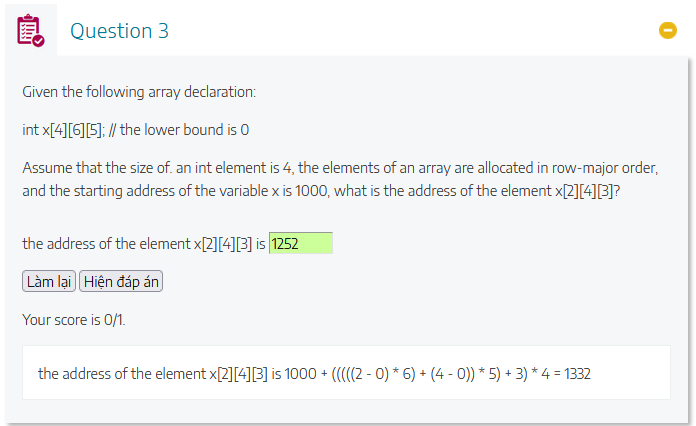 Question 3
Given the following array declaration:
int x[4][6][5]; // the lower bound is 0
Assume that the size of. an int element is 4, the elements of an array are allocated in row-major order,
and the starting address of the variable x is 1000, what is the address of the element x[2][4][3]?
the address of the element x[2][4][3] is 1252
Làm lại Hiện đáp án
Your score is 0/1.
the address of the element x[2][4][3] is 1000 + (((((2 - 0) * 6) + (4 - 0)) * 5) + 3) * 4 = 1332